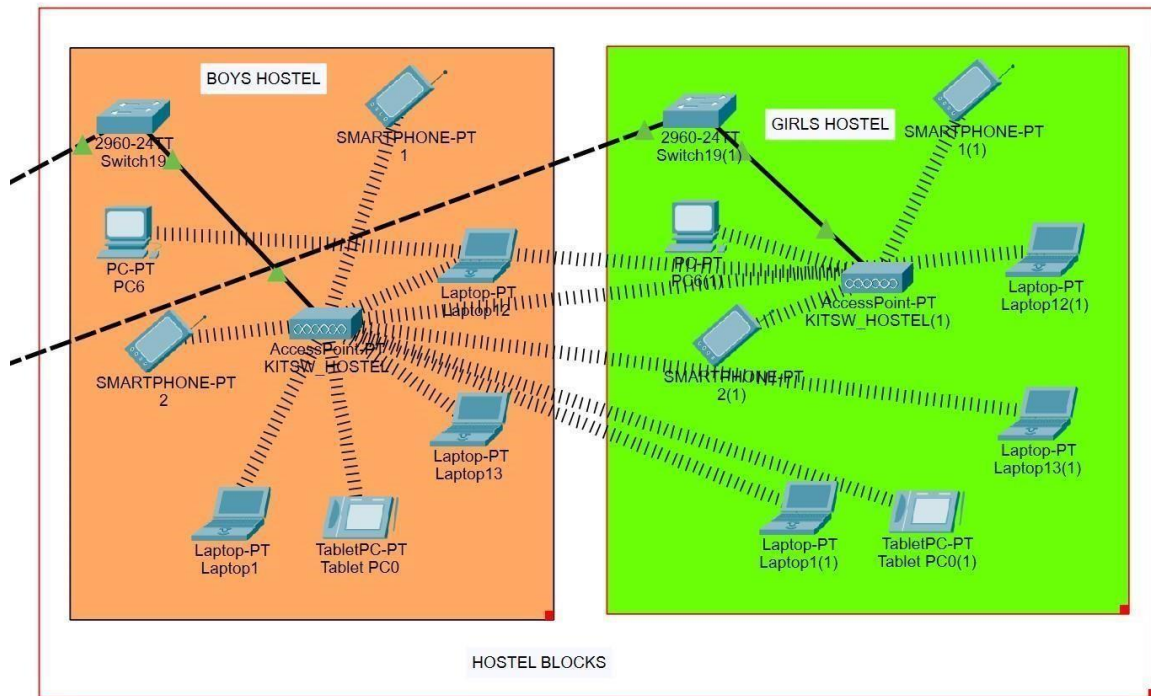 BOYS HOSTEL
2960-24TT
Switch19
SMARTPHONE-PT
1
PC-PT
PC6
Laptop-PT
Laptop12
AccessPoint-PT
KITSW_HOSTEL
SMARTPHONE-PT
2
Laptop-PT
Laptop13
Laptop-PT
Laptop1
TabletPC-PT
Tablet PC0
GIRLS HOSTEL
2960-24TT
Switch19(1)
SMARTPHONE-PT
1(1)
PC-PT
PC6(1)
Laptop-PT
Laptop12(1)
AccessPoint-PT
KITSW_HOSTEL(1)
SMARTPHONE-PT
2(1)
Laptop-PT
Laptop13(1)
Laptop-PT
Laptop1(1)
TabletPC-PT
Tablet PC0(1)
HOSTEL BLOCKS